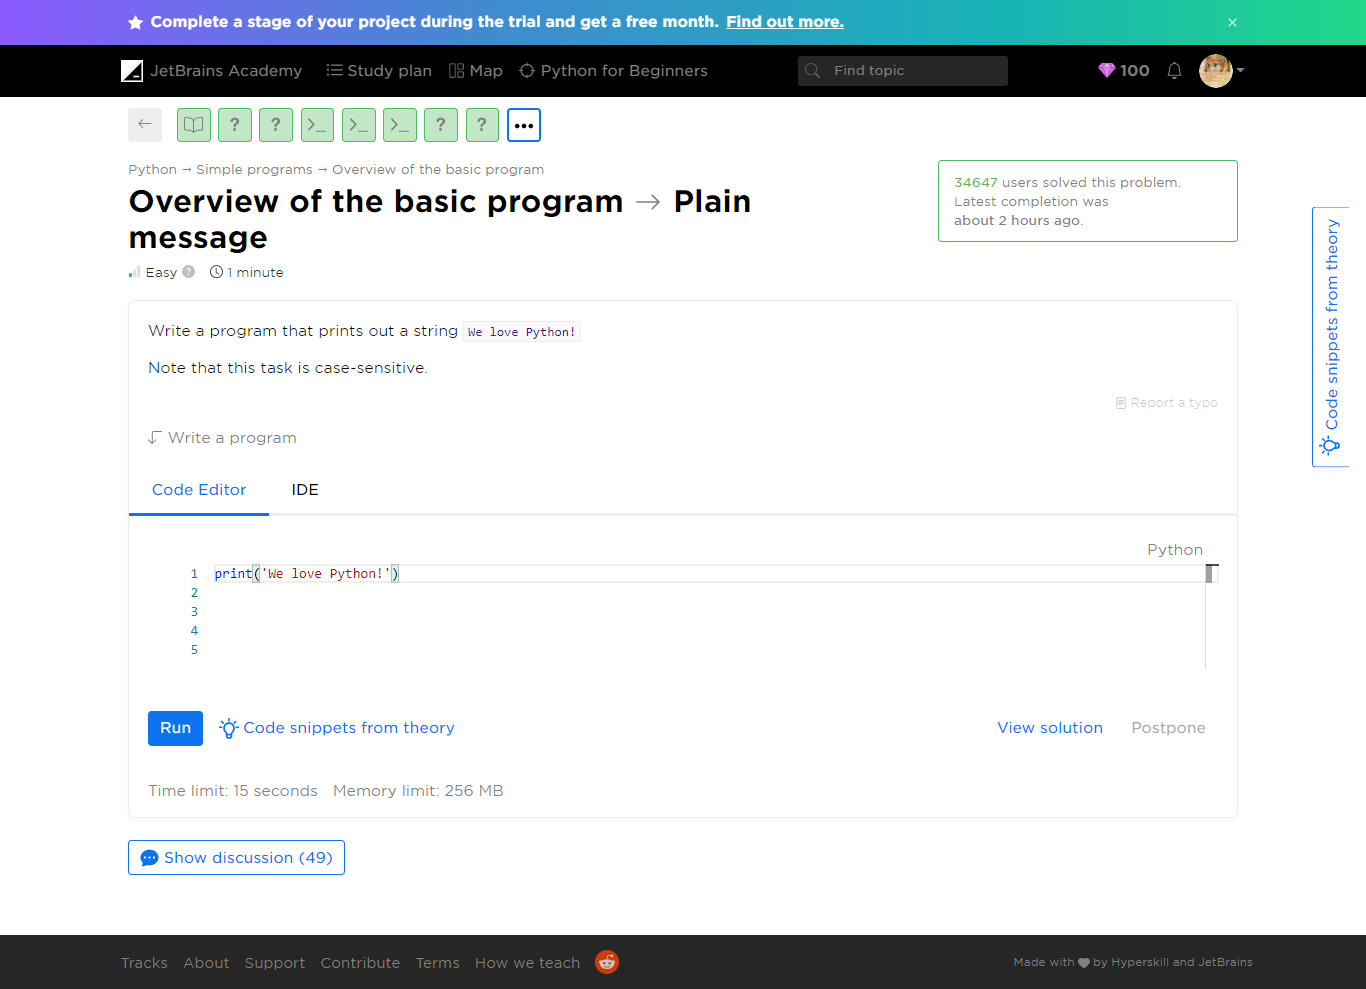 Complete a stage of your project during the trial and get a free month. Find out more.
JetBrains Academy Study plan Map Python for Beginners Find topic 100
? ? >_ >_ >_ ? ? •••
Python → Simple programs → Overview of the basic program
Overview of the basic program → Plain
message
Easy ? 1 minute
34647 users solved this problem.
Latest completion was
about 2 hours ago.
Code snippets from theory
Write a program that prints out a string We love Python!
Note that this task is case-sensitive.
Report a typo
Write a program
Code Editor IDE
Python
1 print('We love Python!')
2
3
4
5
Run Code snippets from theory View solution Postpone
Time limit: 15 seconds Memory limit: 256 MB
Show discussion (49)
Tracks About Support Contribute Terms How we teach Made with ♥ by Hyperskill and JetBrains